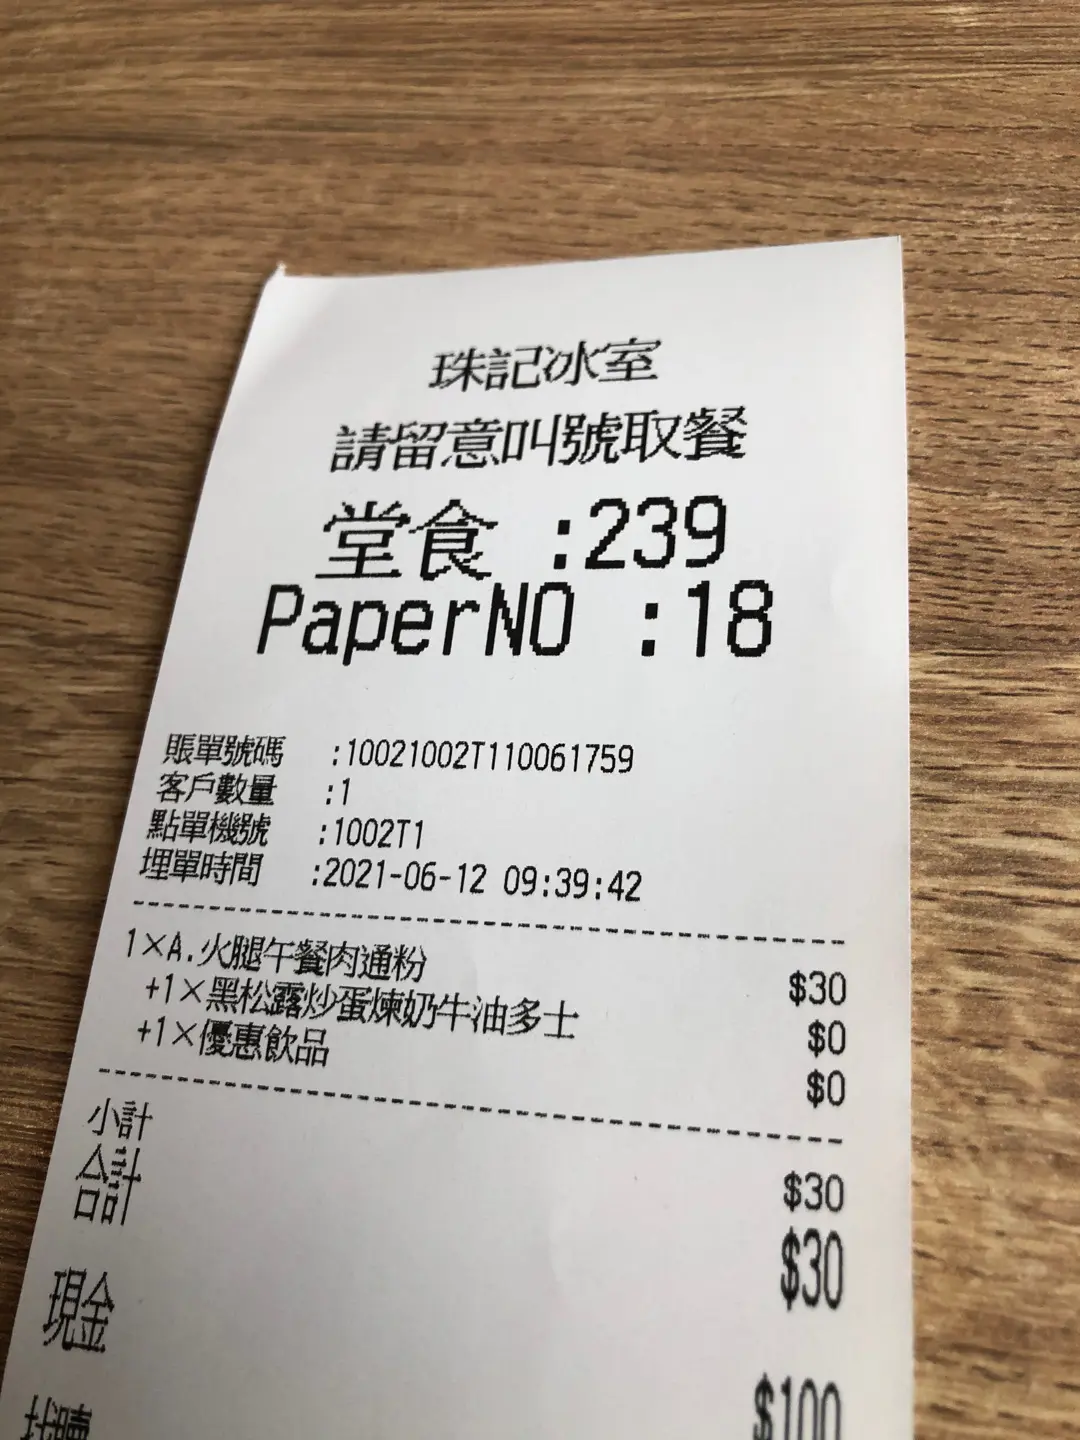 珠記冰室
請留意叫號取餐
堂食 :239
PaperNO :18
賬單號碼 :10021002T110061759
客戶數量 :1
點單機號 :1002T1
埋單時間 :2021-06-12 09:39:42
1×A.火腿午餐肉通粉 $30
+1×黑松露炒蛋煉奶牛油多士 $0
+1×優惠飲品 $0
小計 $30
合計 $30
現金 $100
找贖